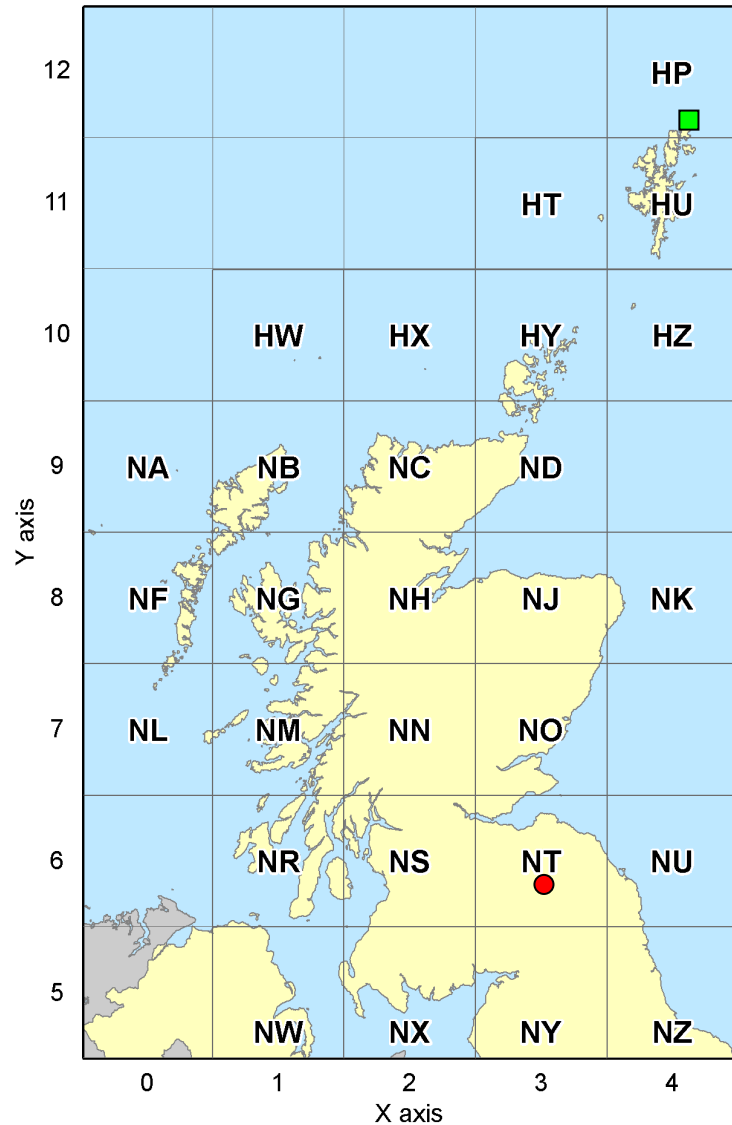 12
HP
11
HT
HU
10
HW
HX
HY
HZ
9
NA
NB
NC
ND
Y axis
8
NF
NG
NH
NJ
NK
7
NL
NM
NN
NO
6
NR
NS
NT
NU
5
NW
NX
NY
NZ
0
1
2
3
4
X axis